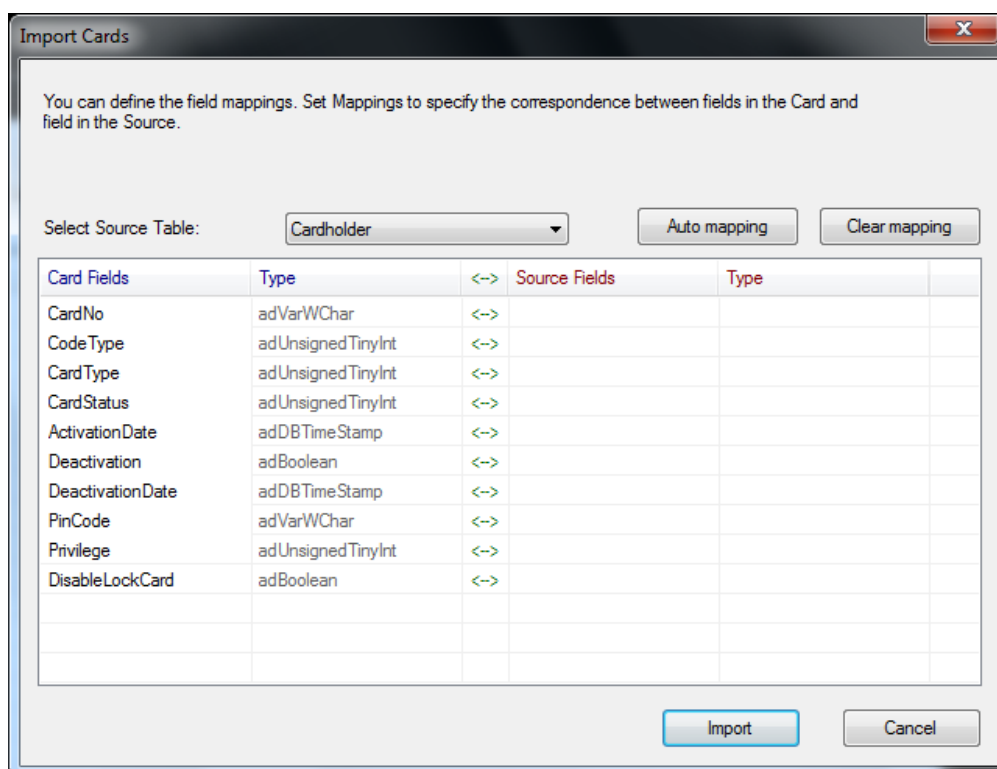 Import Cards
You can define the field mappings. Set Mappings to specify the correspondence between fields in the Card and
field in the Source.
Select Source Table: Cardholder Auto mapping Clear mapping
Card Fields Type <--> Source Fields Type
CardNo adVarWChar <-->
CodeType adUnsignedTinyInt <-->
CardType adUnsignedTinyInt <-->
CardStatus adUnsignedTinyInt <-->
ActivationDate adDBTimeStamp <-->
Deactivation adBoolean <-->
DeactivationDate adDBTimeStamp <-->
PinCode adVarWChar <-->
Privilege adUnsignedTinyInt <-->
DisableLockCard adBoolean <-->
Import Cancel